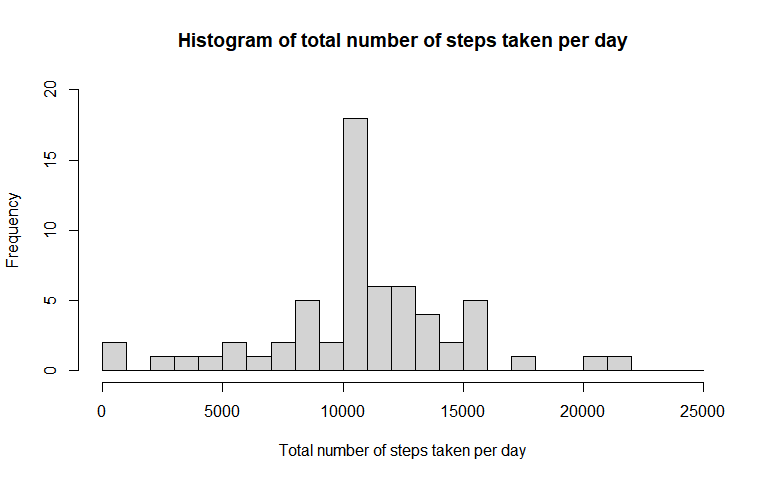 Histogram of total number of steps taken per day
Frequency
20
15
10
5
0
0 5000 10000 15000 20000 25000
Total number of steps taken per day